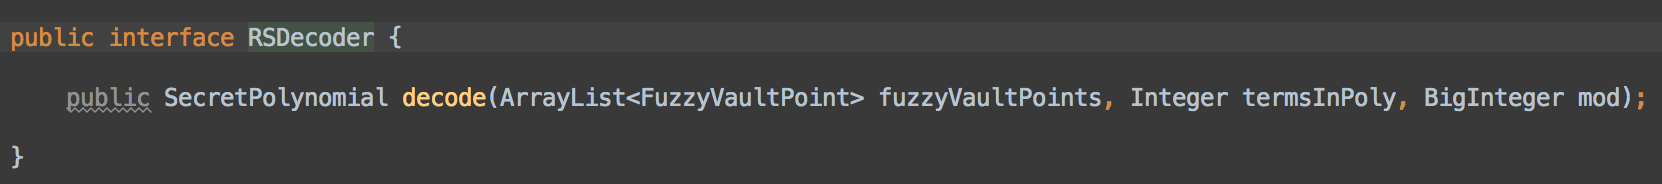 public interface RSDecoder {
public SecretPolynomial decode(ArrayList<FuzzyVaultPoint> fuzzyVaultPoints, Integer termsInPoly, BigInteger mod);
}